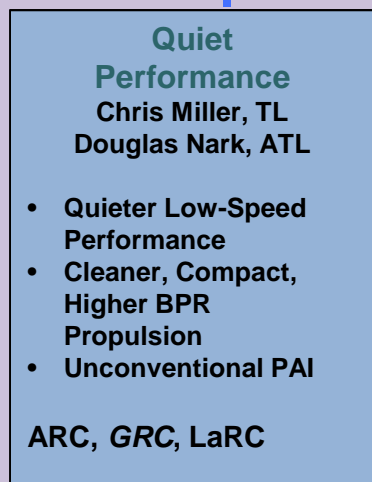 Quiet
Performance
Chris Miller, TL
Douglas Nark, ATL
• Quieter Low-Speed
Performance
• Cleaner, Compact,
Higher BPR
Propulsion
• Unconventional PAI
ARC, GRC, LaRC